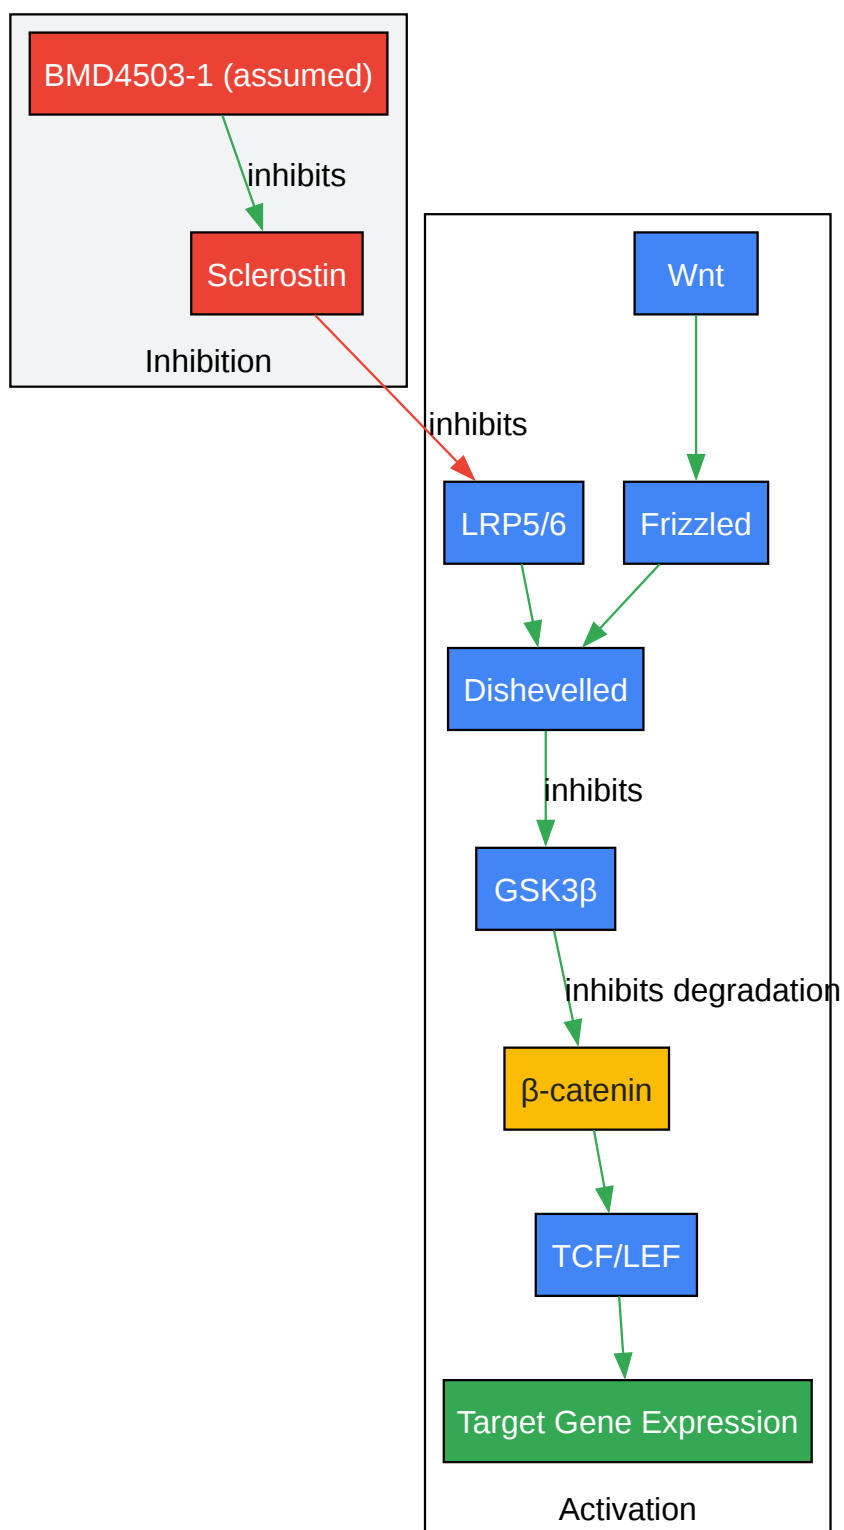 BMD4503-1 (assumed)
inhibits
Sclerostin
Inhibition
Wnt
inhibits
LRP5/6
Frizzled
Dishevelled
inhibits
GSK3β
inhibits degradation
β-catenin
TCF/LEF
Target Gene Expression
Activation